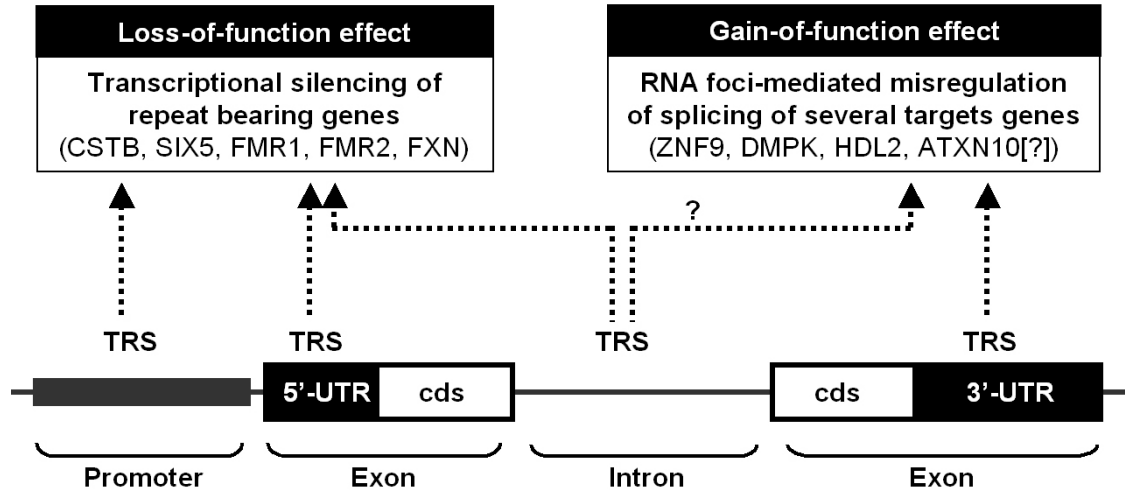 Loss-of-function effect
Transcriptional silencing of
repeat bearing genes
(CSTB, SIX5, FMR1, FMR2, FXN)
Gain-of-function effect
RNA foci-mediated misregulation
of splicing of several targets genes
(ZNF9, DMPK, HDL2, ATXN10[?])
?
TRS TRS TRS TRS
5’-UTR cds cds 3’-UTR
Promoter Exon Intron Exon